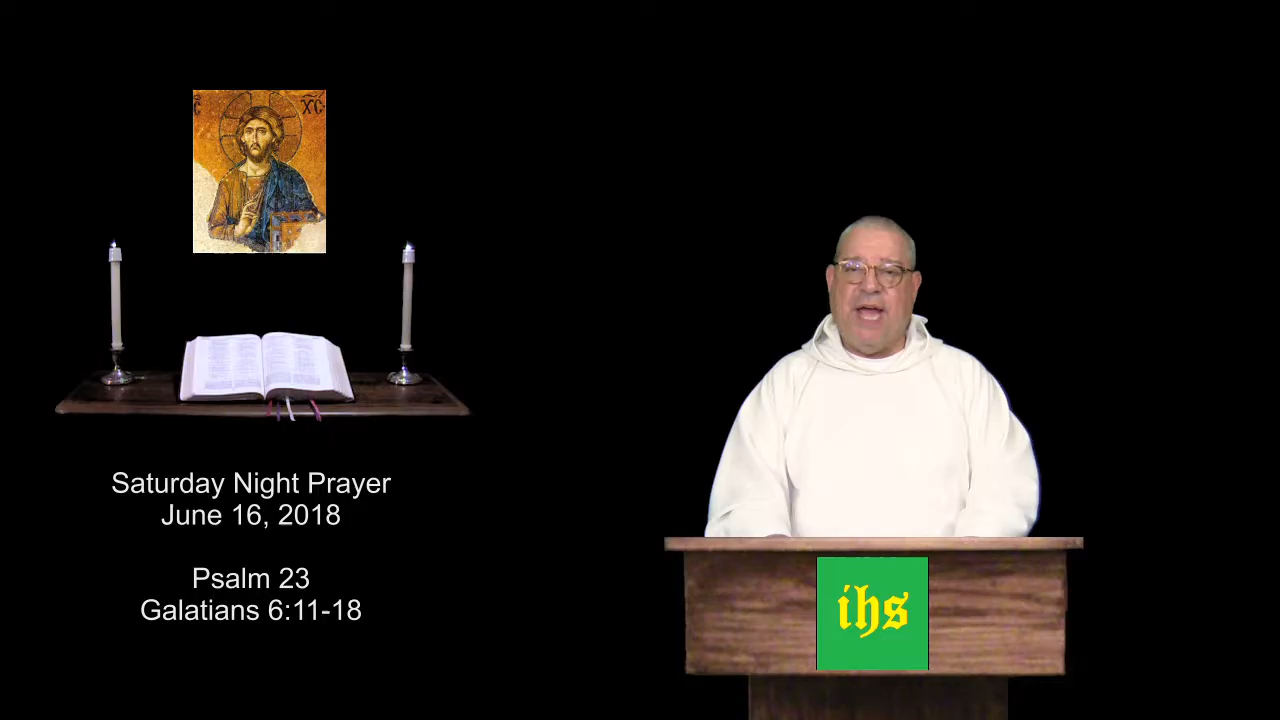 Saturday Night Prayer
June 16, 2018
Psalm 23
Galatians 6:11-18
ihs